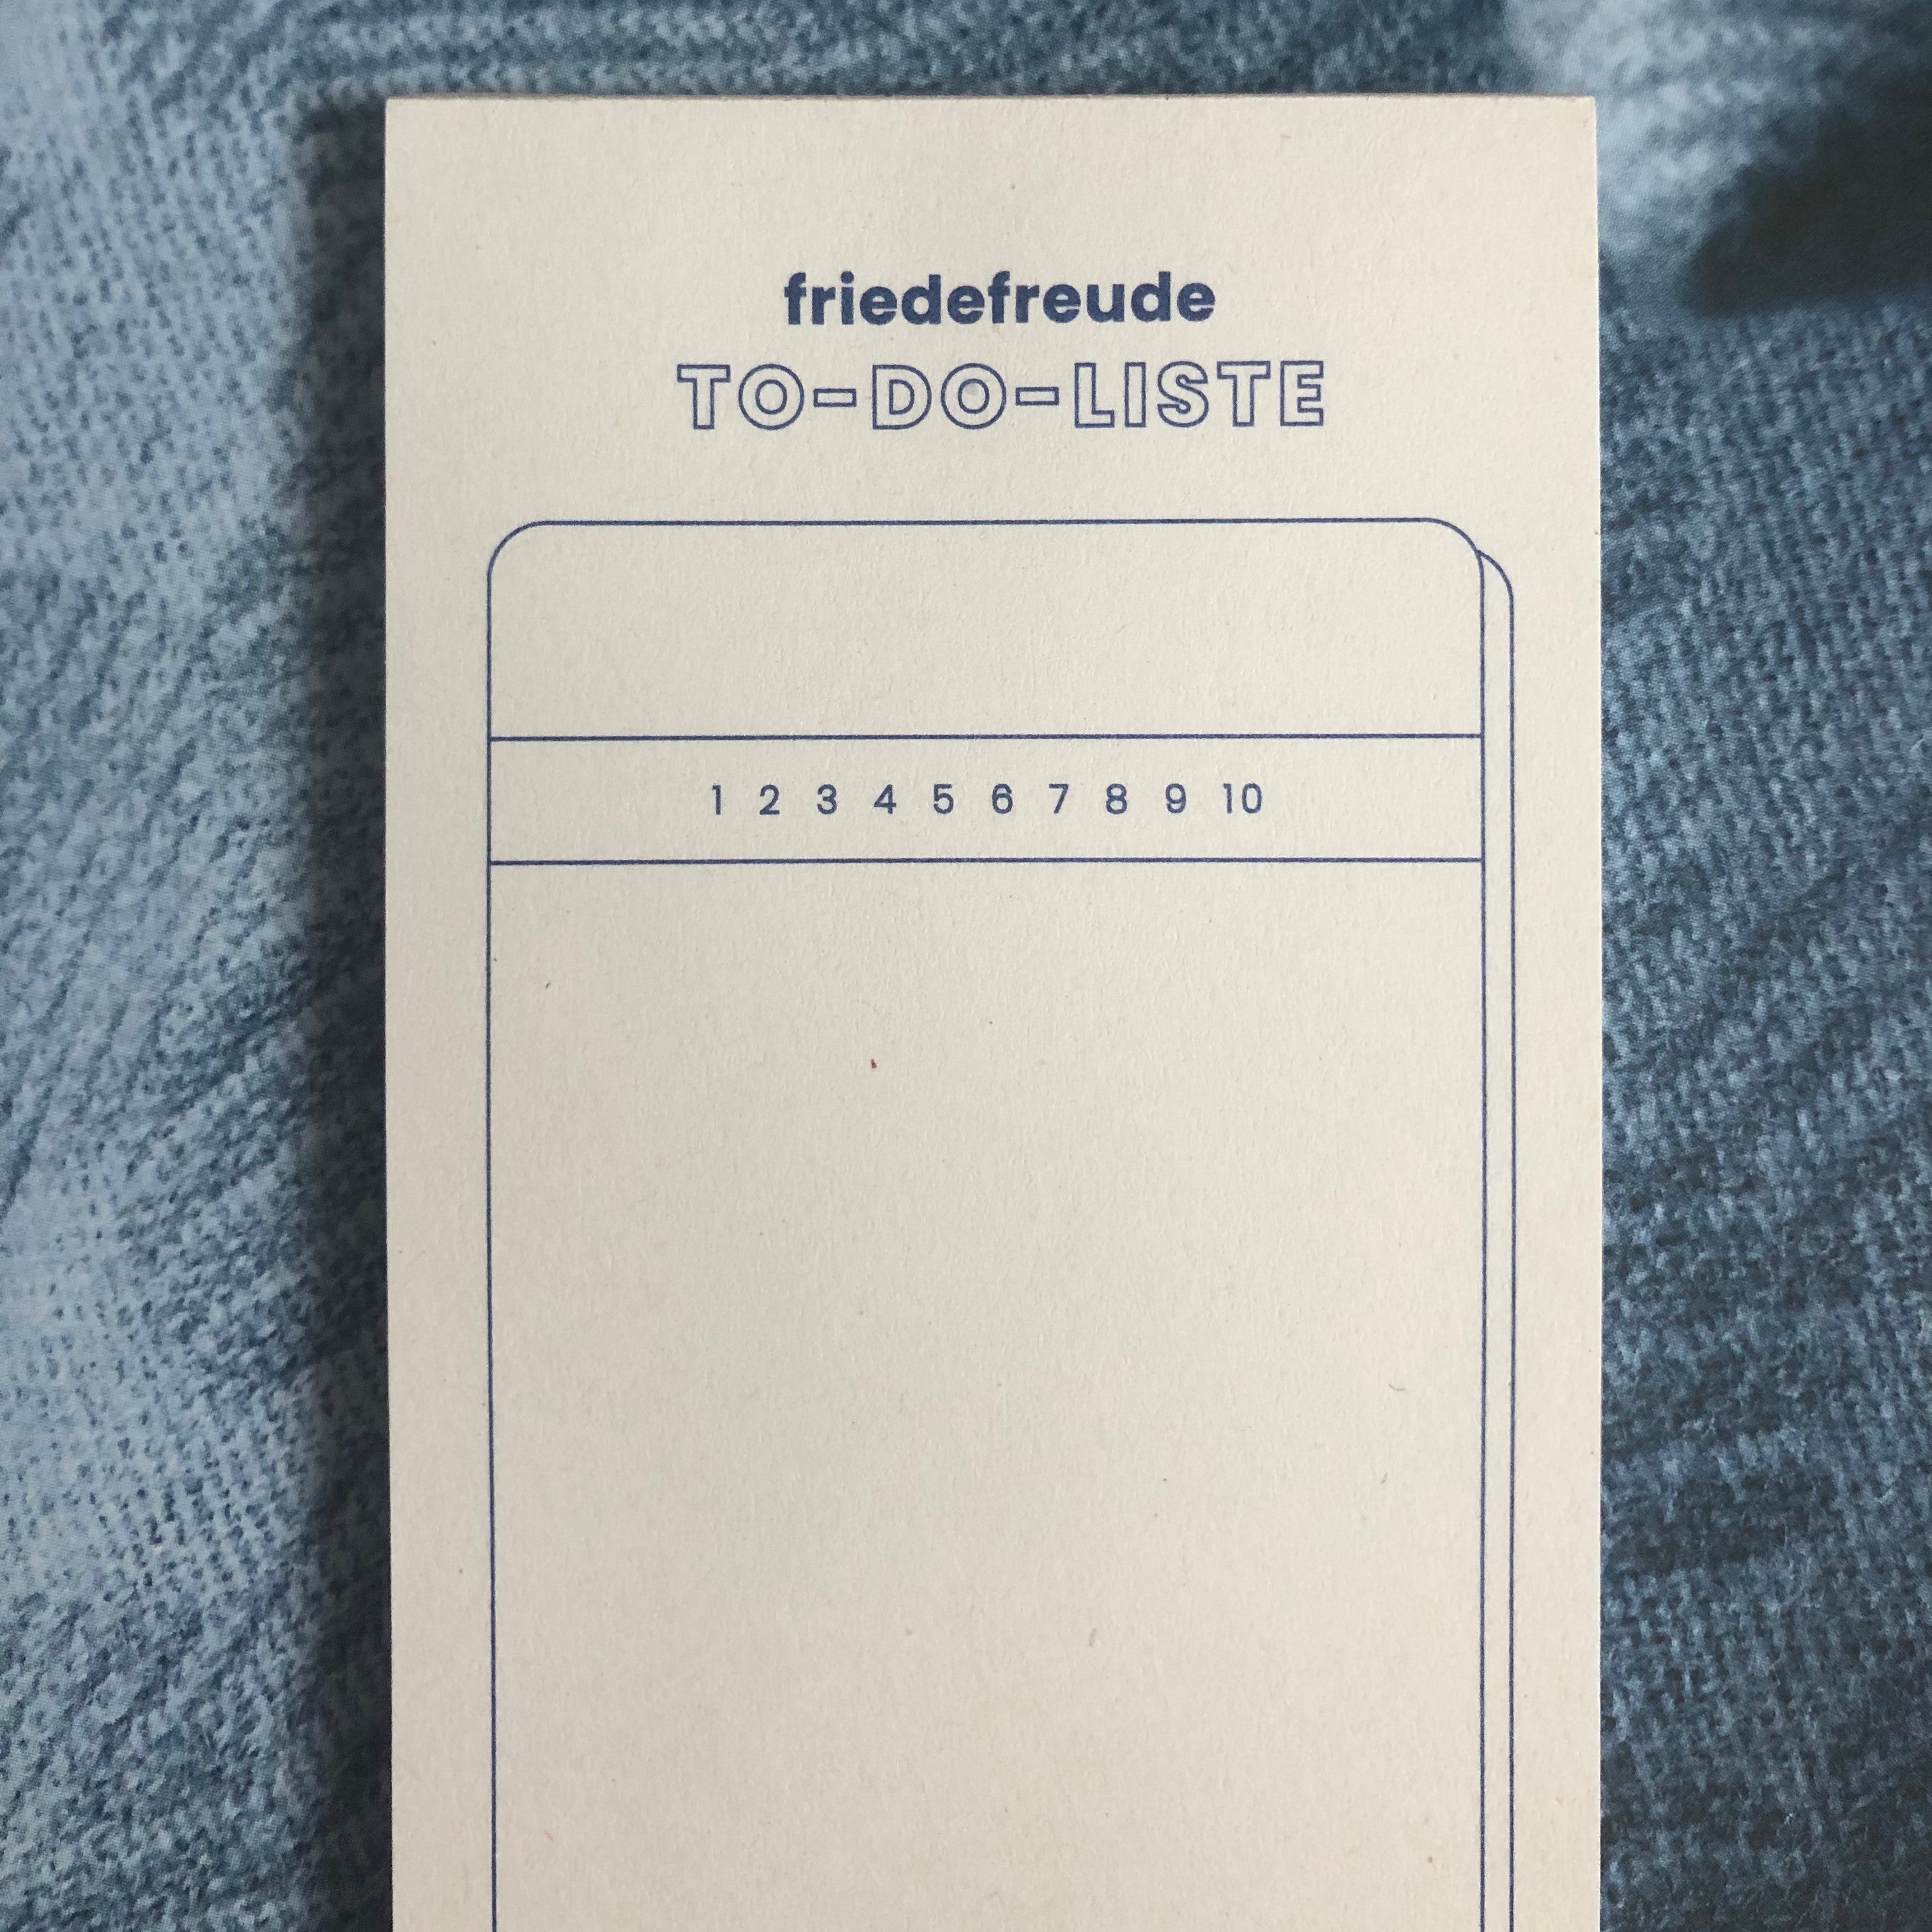 friedefreude
TO-DO-LISTE
1 2 3 4 5 6 7 8 9 10